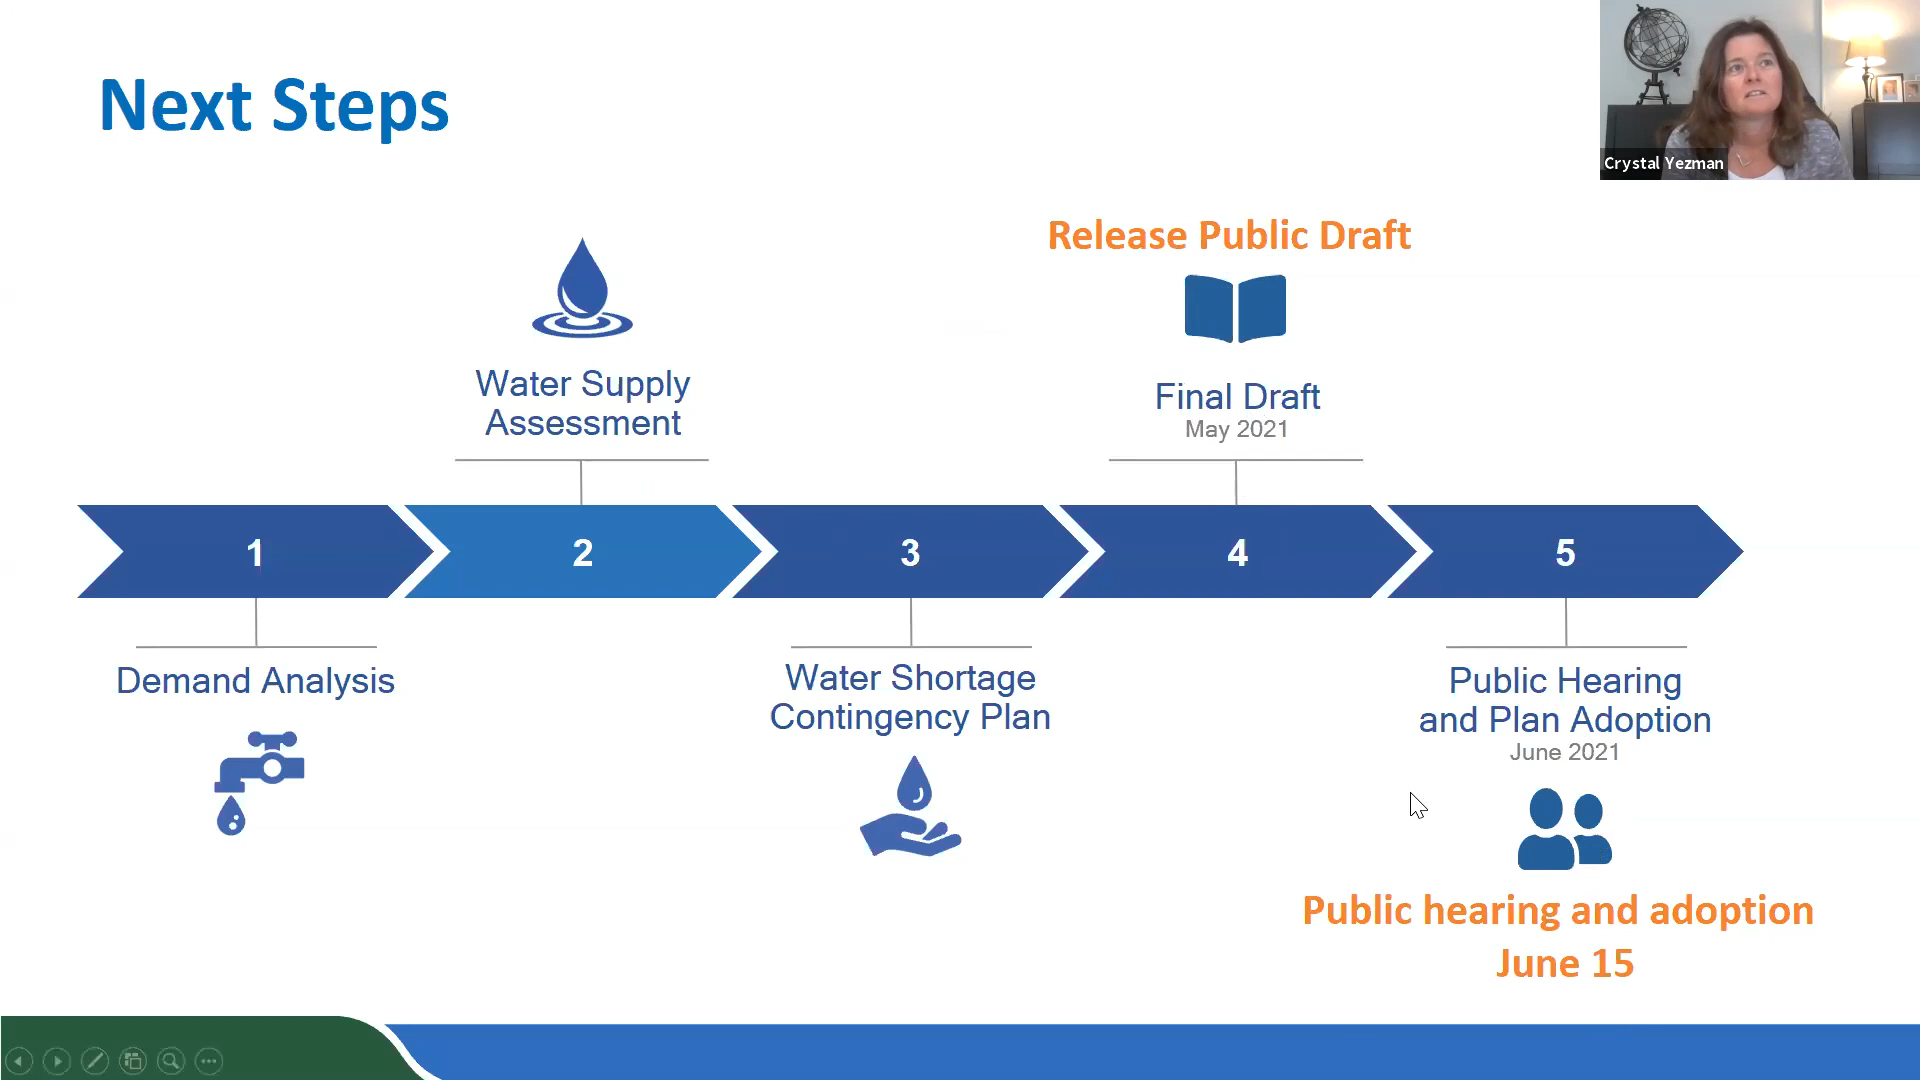 Next Steps
Crystal Yezman
Release Public Draft
Water Supply
Assessment
Final Draft
May 2021
1
2
3
4
5
Demand Analysis
Water Shortage
Contingency Plan
Public Hearing
and Plan Adoption
June 2021
Public hearing and adoption
June 15